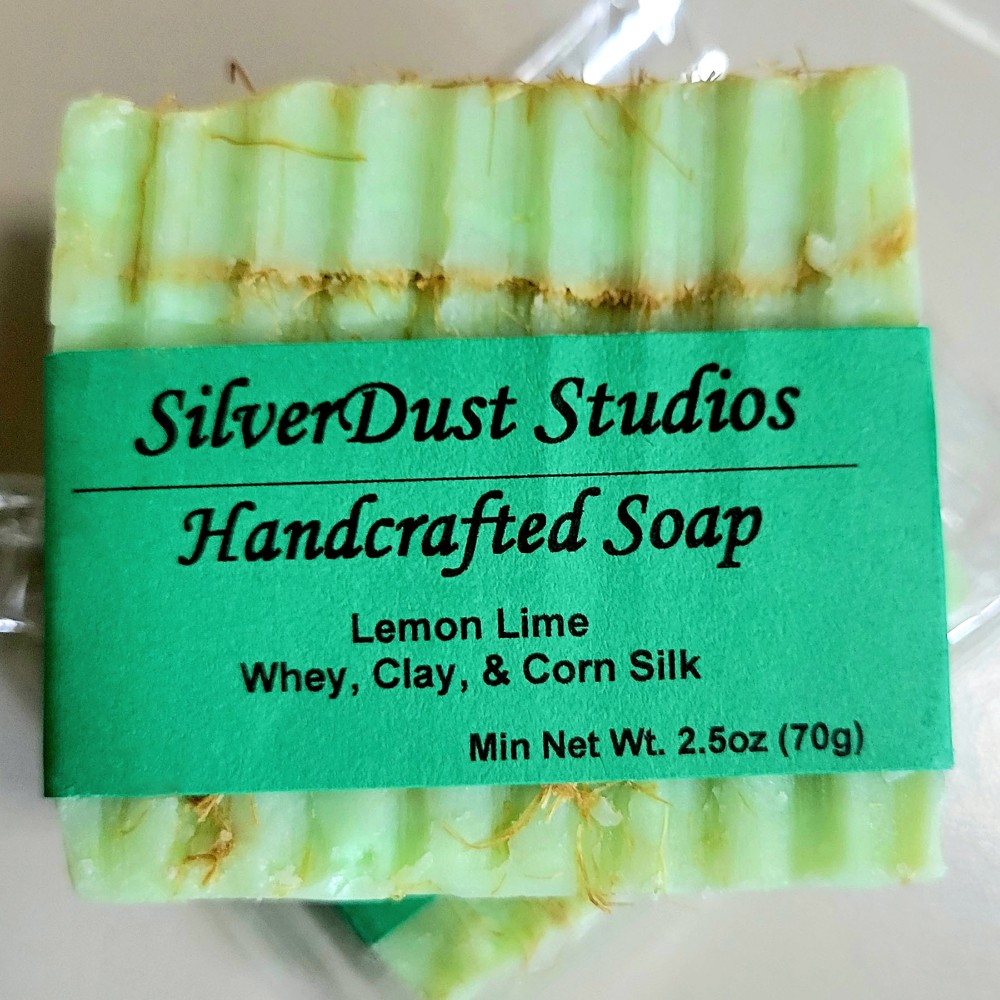 SilverDust Studios
Handcrafted Soap
Lemon Lime
Whey, Clay, & Corn Silk
Min Net Wt. 2.5oz (70g)